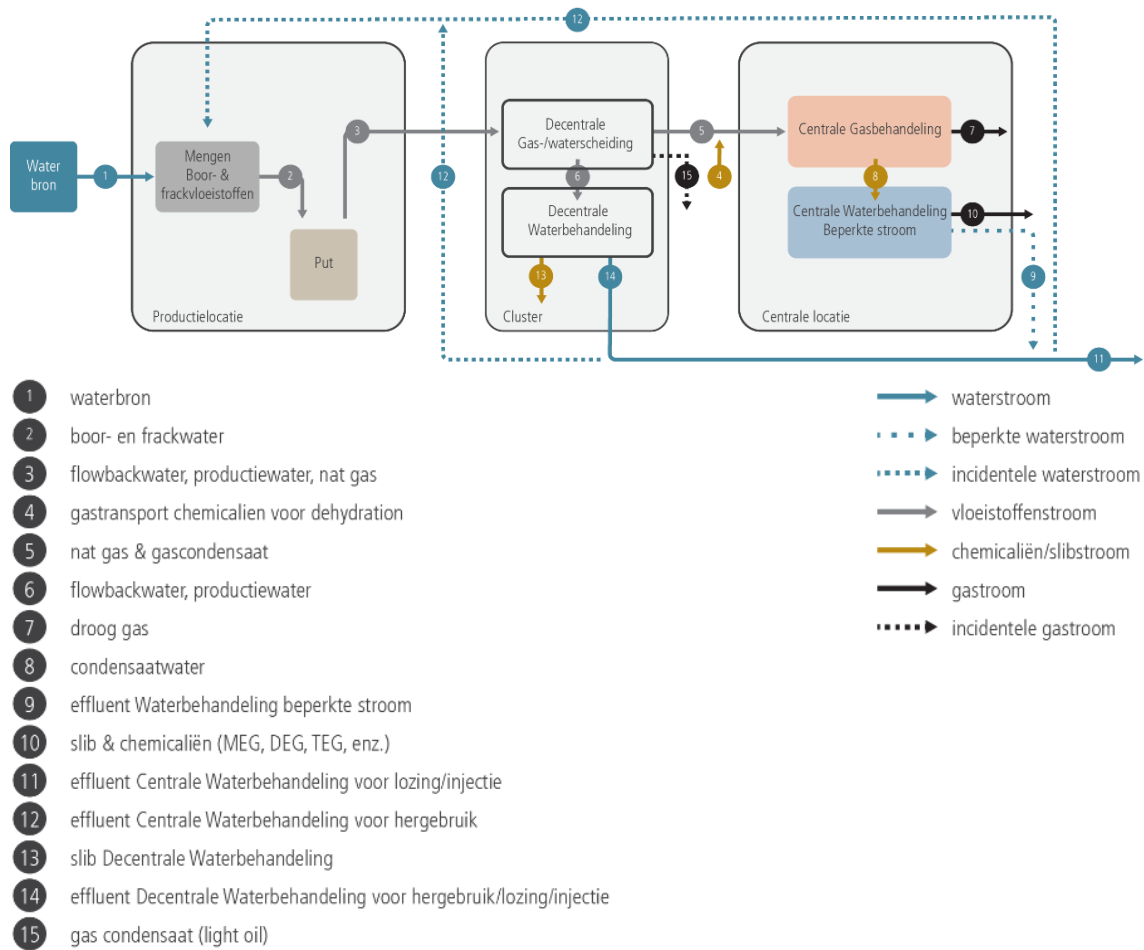 12
Water
bron
1
Mengen
Boor- &
frackvloeistoffen
2
Put
3
Productielocatie
12
Decentrale
Gas-/waterscheiding
6
15
Decentrale
Waterbehandeling
13
14
Cluster
5
4
Centrale Gasbehandeling
7
8
Centrale Waterbehandeling
Beperkte stroom
10
9
Centrale locatie
11
1 waterbron
2 boor- en frackwater
3 flowbackwater, productiewater, nat gas
4 gastransport chemicalien voor dehydration
5 nat gas & gascondensaat
6 flowbackwater, productiewater
7 droog gas
8 condensaatwater
9 effluent Waterbehandeling beperkte stroom
10 slib & chemicaliën (MEG, DEG, TEG, enz.)
11 effluent Centrale Waterbehandeling voor lozing/injectie
12 effluent Centrale Waterbehandeling voor hergebruik
13 slib Decentrale Waterbehandeling
14 effluent Decentrale Waterbehandeling voor hergebruik/lozing/injectie
15 gas condensaat (light oil)
waterstroom
beperkte waterstroom
incidentele waterstroom
vloeistoffenstroom
chemicaliën/slibstroom
gastroom
incidentele gastroom